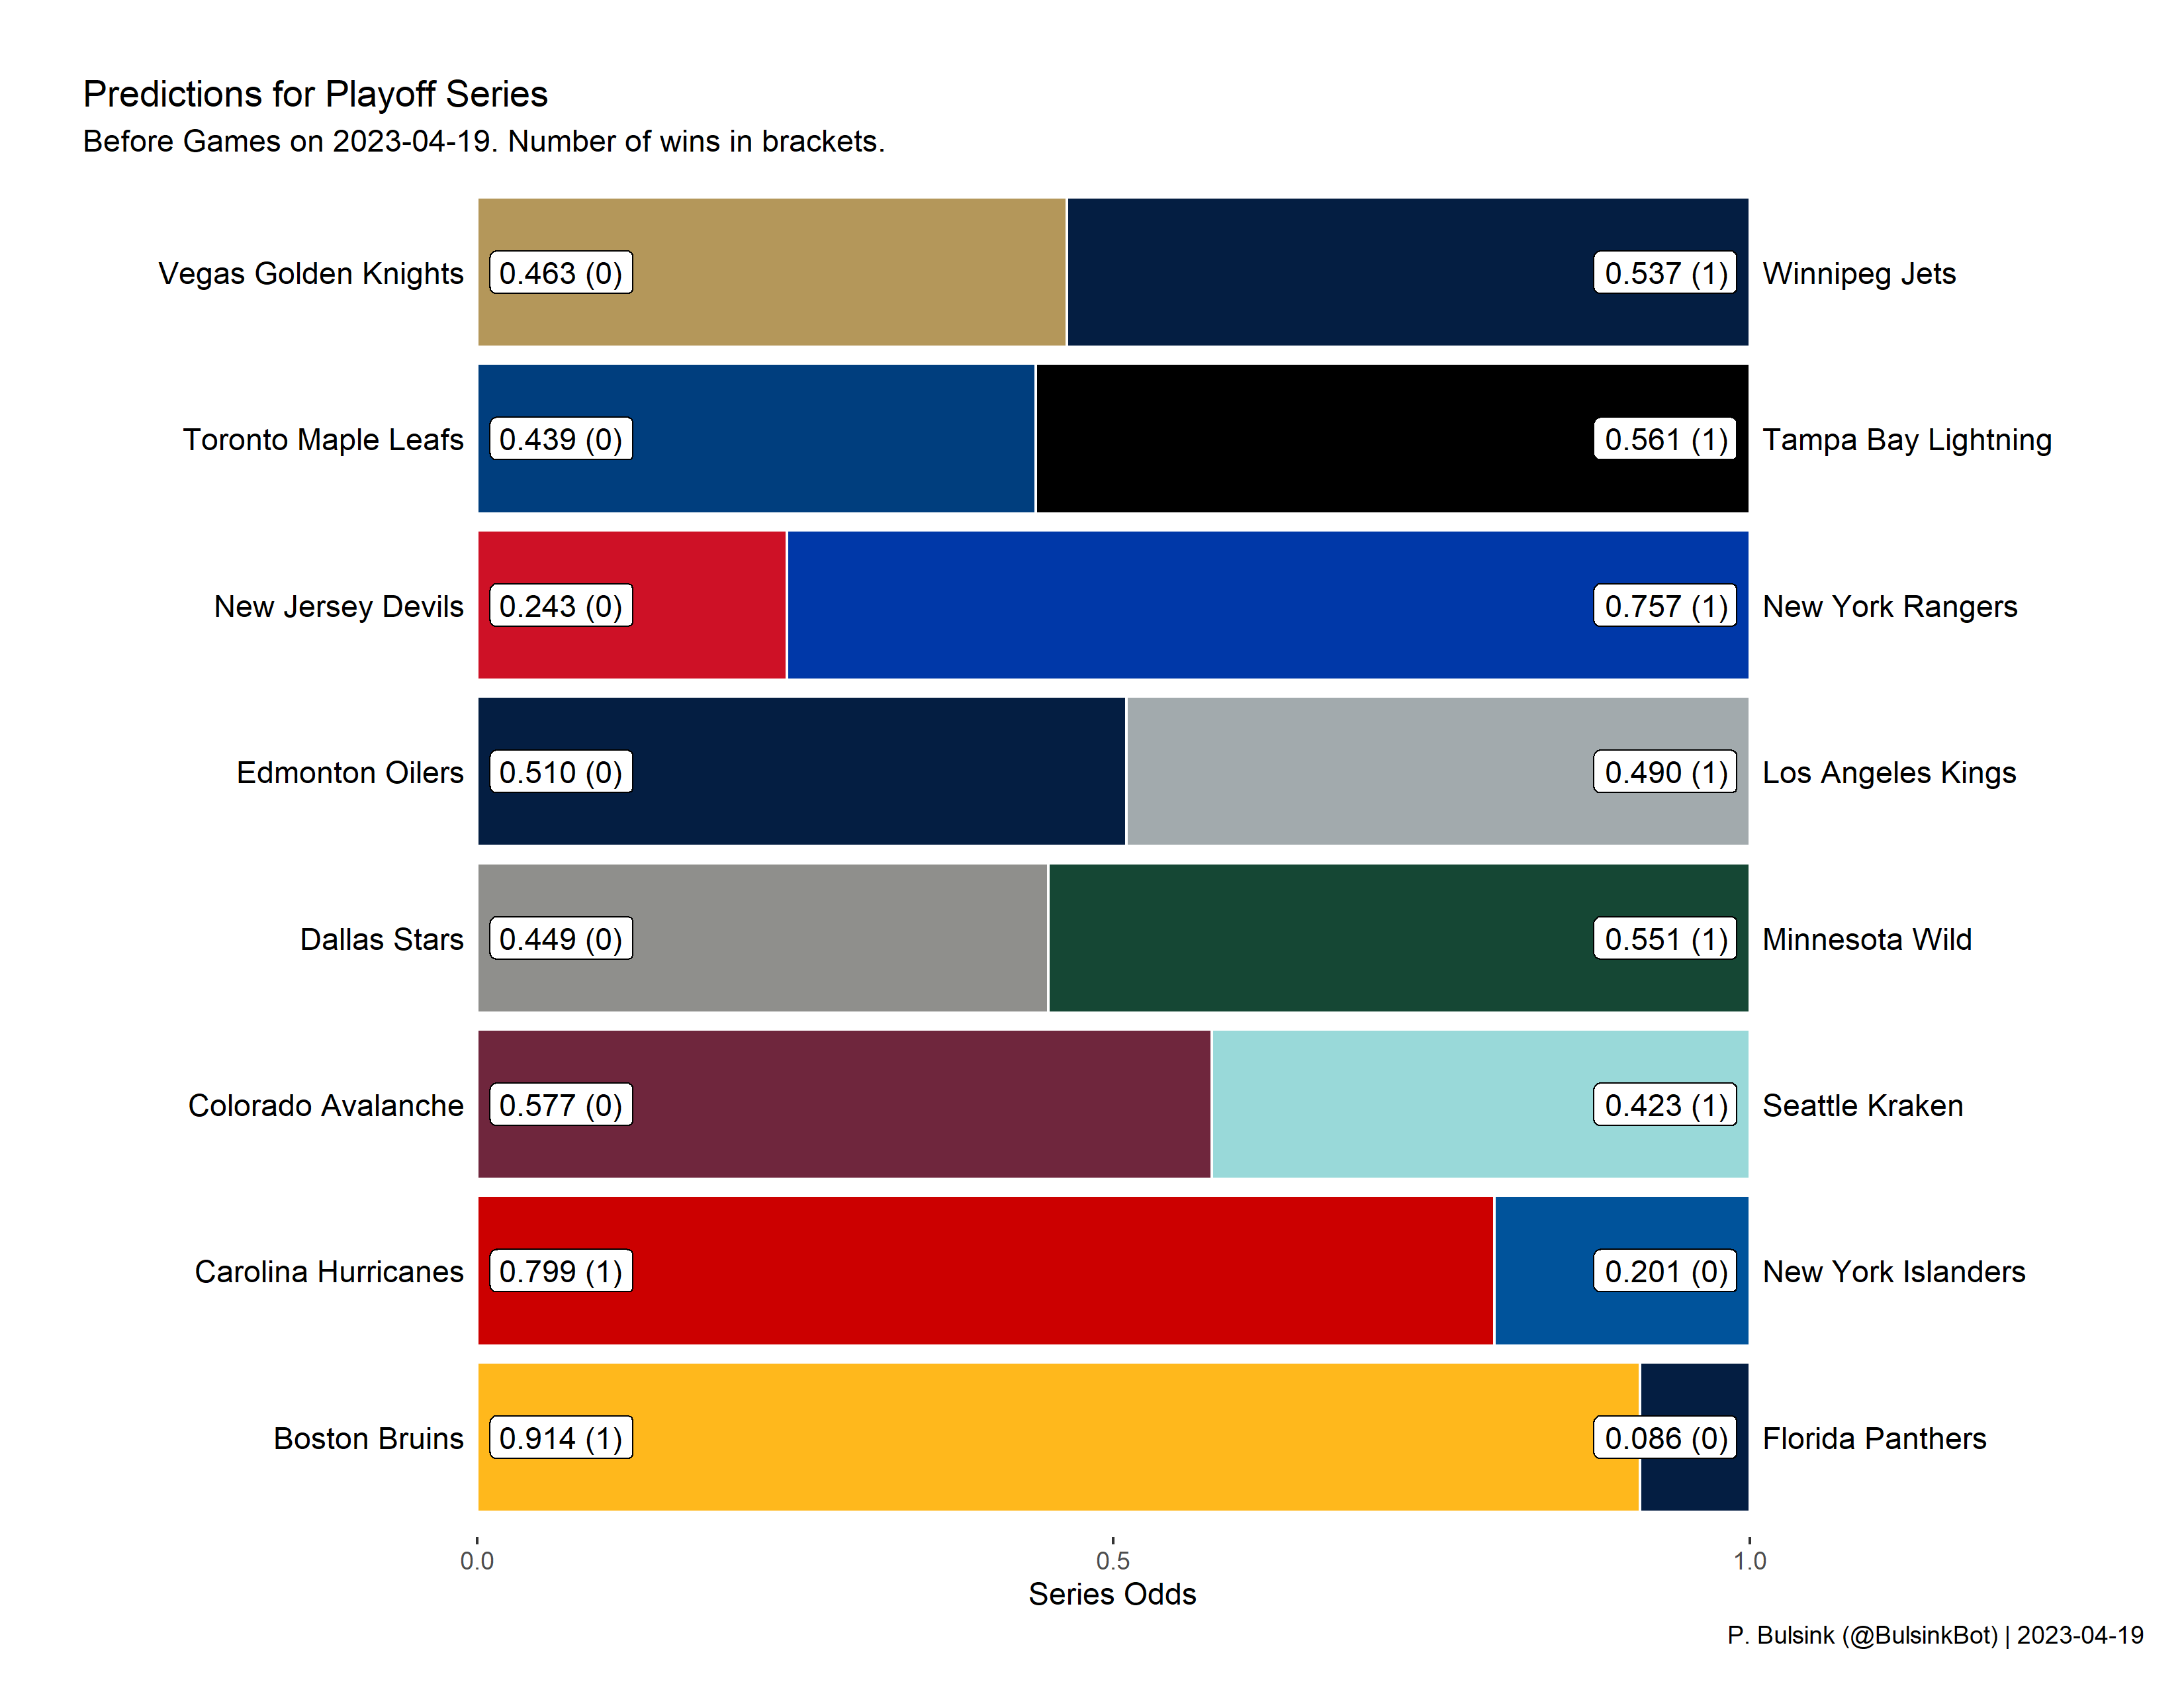 Predictions for Playoff Series
Before Games on 2023-04-19. Number of wins in brackets.
Vegas Golden Knights 0.463 (0) 0.537 (1) Winnipeg Jets
Toronto Maple Leafs 0.439 (0) 0.561 (1) Tampa Bay Lightning
New Jersey Devils 0.243 (0) 0.757 (1) New York Rangers
Edmonton Oilers 0.510 (0) 0.490 (1) Los Angeles Kings
Dallas Stars 0.449 (0) 0.551 (1) Minnesota Wild
Colorado Avalanche 0.577 (0) 0.423 (1) Seattle Kraken
Carolina Hurricanes 0.799 (1) 0.201 (0) New York Islanders
Boston Bruins 0.914 (1) 0.086 (0) Florida Panthers
0.0 0.5 1.0
Series Odds
P. Bulsink (@BulsinkBot) | 2023-04-19